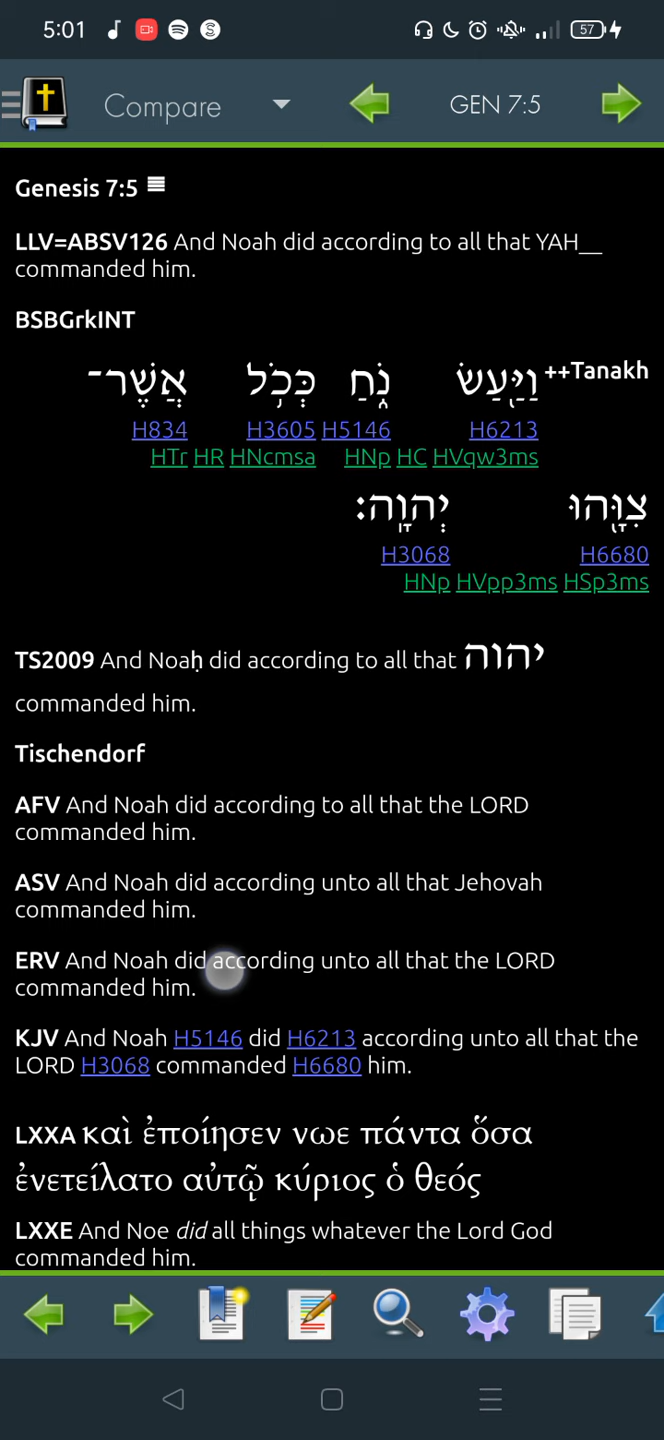 5:01
57
Compare
GEN 7:5
Genesis 7:5
LLV=ABSV126 And Noah did according to all that YAH__
commanded him.
BSBGrkINT
++Tanakh וַיַּ֖עַשׂ נֹ֑חַ כְּכֹ֥ל אֲשֶׁר־
H834 H3605 H5146 H6213
HTr HR HNcmsa HNp HC HVqw3ms
צִוָּ֖הוּ יְהוָֽה׃
H3068 H6680
HNp HVpp3ms HSp3ms
TS2009 And Noaḥ did according to all that יהוה
commanded him.
Tischendorf
AFV And Noah did according to all that the LORD
commanded him.
ASV And Noah did according unto all that Jehovah
commanded him.
ERV And Noah did according unto all that the LORD
commanded him.
KJV And Noah H5146 did H6213 according unto all that the
LORD H3068 commanded H6680 him.
LXXA καὶ ἐποίησεν νωε πάντα ὅσα
ἐνετείλατο αὐτῷ κύριος ὁ θεός
LXXE And Noe did all things whatever the Lord God
commanded him.